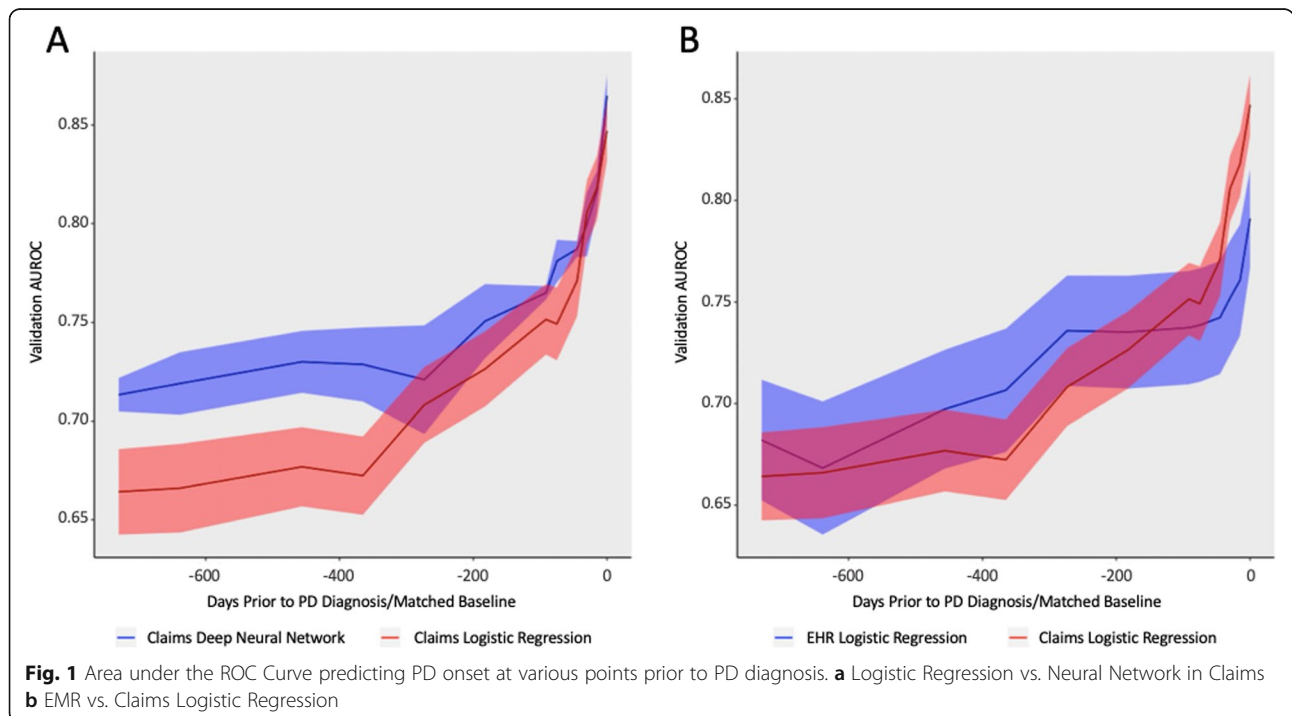 A
Validation AUROC
0.85
0.80
0.75
0.70
0.65
-600
-400
-200
0
Days Prior to PD Diagnosis/Matched Baseline
Claims Deep Neural Network
Claims Logistic Regression
B
Validation AUROC
0.85
0.80
0.75
0.70
0.65
-600
-400
-200
0
Days Prior to PD Diagnosis/Matched Baseline
EHR Logistic Regression
Claims Logistic Regression
Fig. 1 Area under the ROC Curve predicting PD onset at various points prior to PD diagnosis. a Logistic Regression vs. Neural Network in Claims
b EMR vs. Claims Logistic Regression